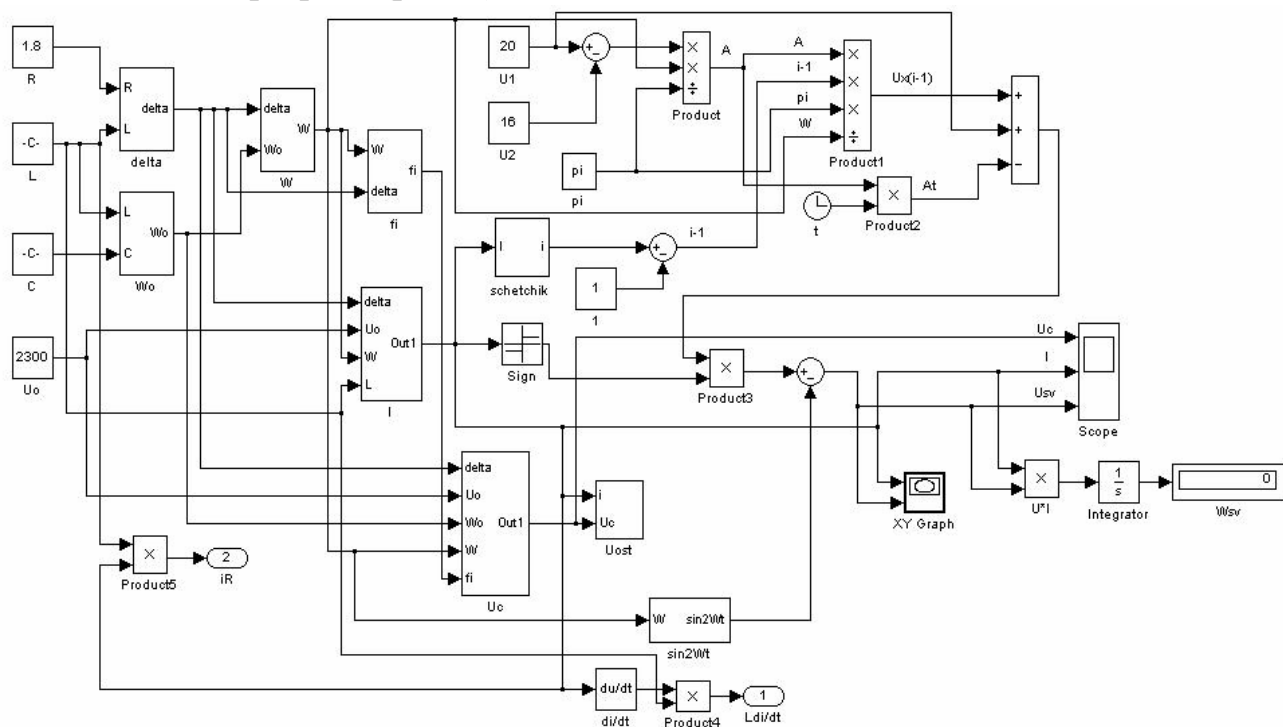 1.8
R
-C-
L
-C-
C
2300
Uo
R
L
delta
delta
L
C
Wo
Wo
delta
Wo
W
W
W
delta
fi
fi
delta
Uo
W
L
Out1
I
delta
Uo
Wo
W
fi
Out1
Uc
20
U1
16
U2
pi
pi
+
-
×
×
÷
Product
A
A
i-1
pi
W
×
×
×
÷
Product1
Ux(i-1)
t
×
Product2
At
+
+
-
I
i
schetchik
+
-
i-1
1
1
Sign
×
Product3
+
-
Uc
I
Usv
Scope
i
Uc
Uost
XY Graph
×
U*I
1
s
Integrator
0
Wsv
×
Product5
2
iR
W
sin2Wt
sin2Wt
du/dt
di/dt
×
Product4
1
Ldi/dt